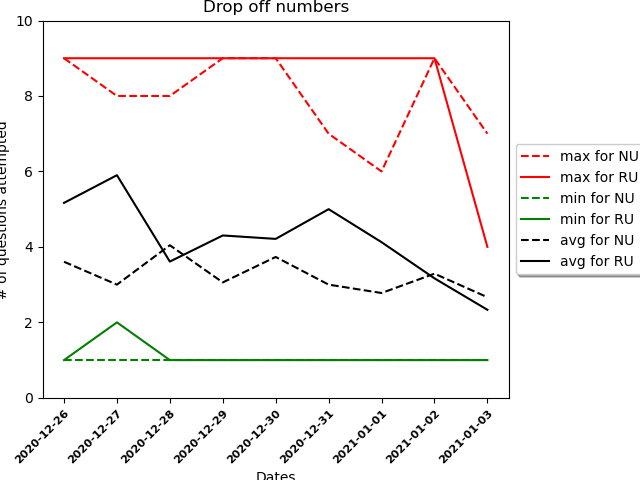 Drop off numbers
10
8
6
4
2
0
# of questions attempted
2020-12-26
2020-12-27
2020-12-28
2020-12-29
2020-12-30
2020-12-31
2021-01-01
2021-01-02
2021-01-03
Dates
max for NU
max for RU
min for NU
min for RU
avg for NU
avg for RU